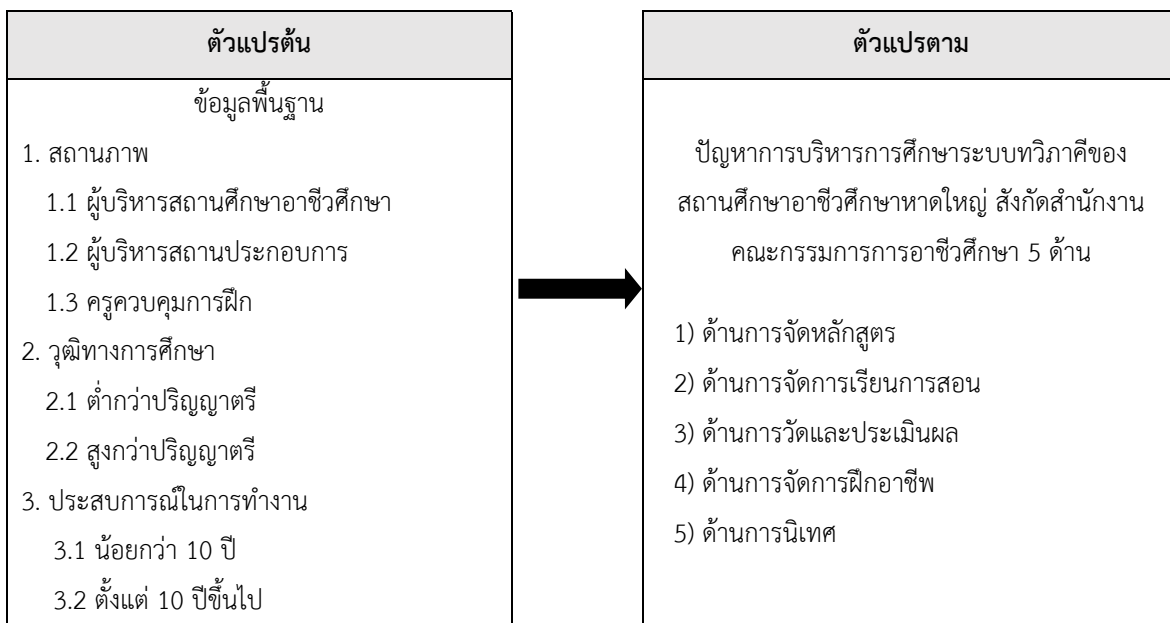 ตัวแปรต้น
ข้อมูลพื้นฐาน
1. สถานภาพ
1.1 ผู้บริหารสถานศึกษาอาชีวศึกษา
1.2 ผู้บริหารสถานประกอบการ
1.3 ครูควบคุมการฝึก
2. วุฒิทางการศึกษา
2.1 ต่ำกว่าปริญญาตรี
2.2 สูงกว่าปริญญาตรี
3. ประสบการณ์ในการทำงาน
3.1 น้อยกว่า 10 ปี
3.2 ตั้งแต่ 10 ปีขึ้นไป
ตัวแปรตาม
ปัญหาการบริหารการศึกษาระบบทวิภาคีของ
สถานศึกษาอาชีวศึกษาหาดใหญ่ สังกัดสำนักงาน
คณะกรรมการการอาชีวศึกษา 5 ด้าน
1) ด้านการจัดหลักสูตร
2) ด้านการจัดการเรียนการสอน
3) ด้านการวัดและประเมินผล
4) ด้านการจัดการฝึกอาชีพ
5) ด้านการนิเทศ